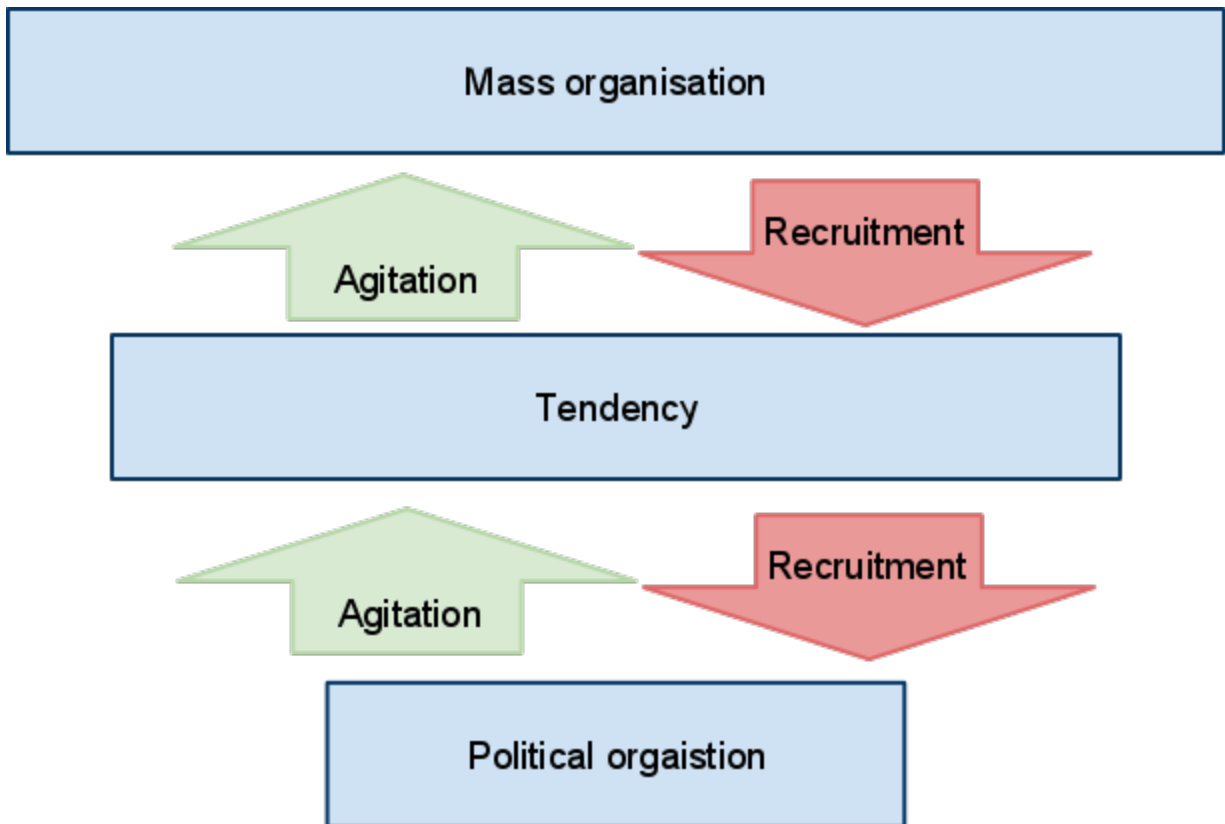 Mass organisation
Recruitment
Agitation
Tendency
Recruitment
Agitation
Political orgaistion